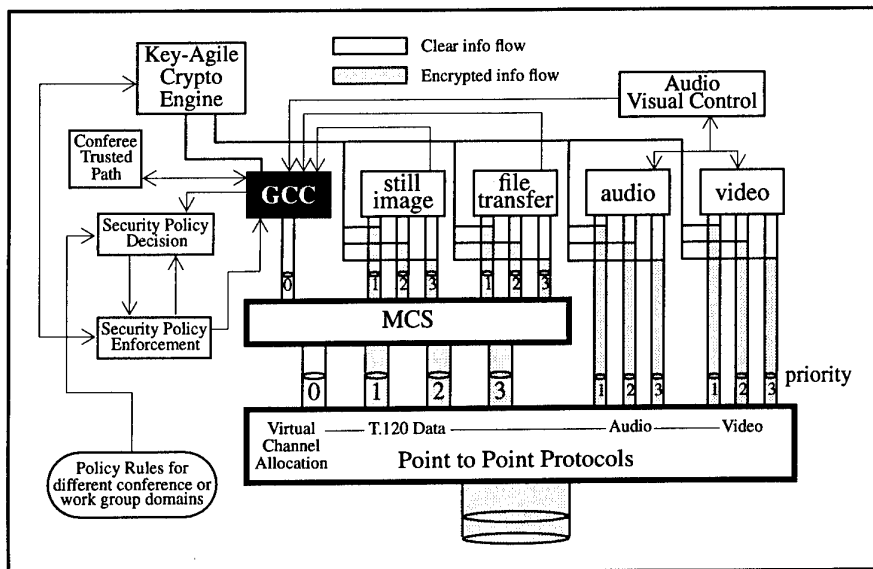 Key-Agile
Crypto
Engine
Clear info flow
Encrypted info flow
Audio
Visual Control
Conferee
Trusted
Path
GCC
still
image
file
transfer
audio
video
Security Policy
Decision
Security Policy
Enforcement
0
1 2 3
1 2 3
MCS
0 1 2 3
1 2 3
1 2 3
priority
Virtual
Channel
Allocation
T.120 Data
Audio
Video
Point to Point Protocols
Policy Rules for
different conference or
work group domains